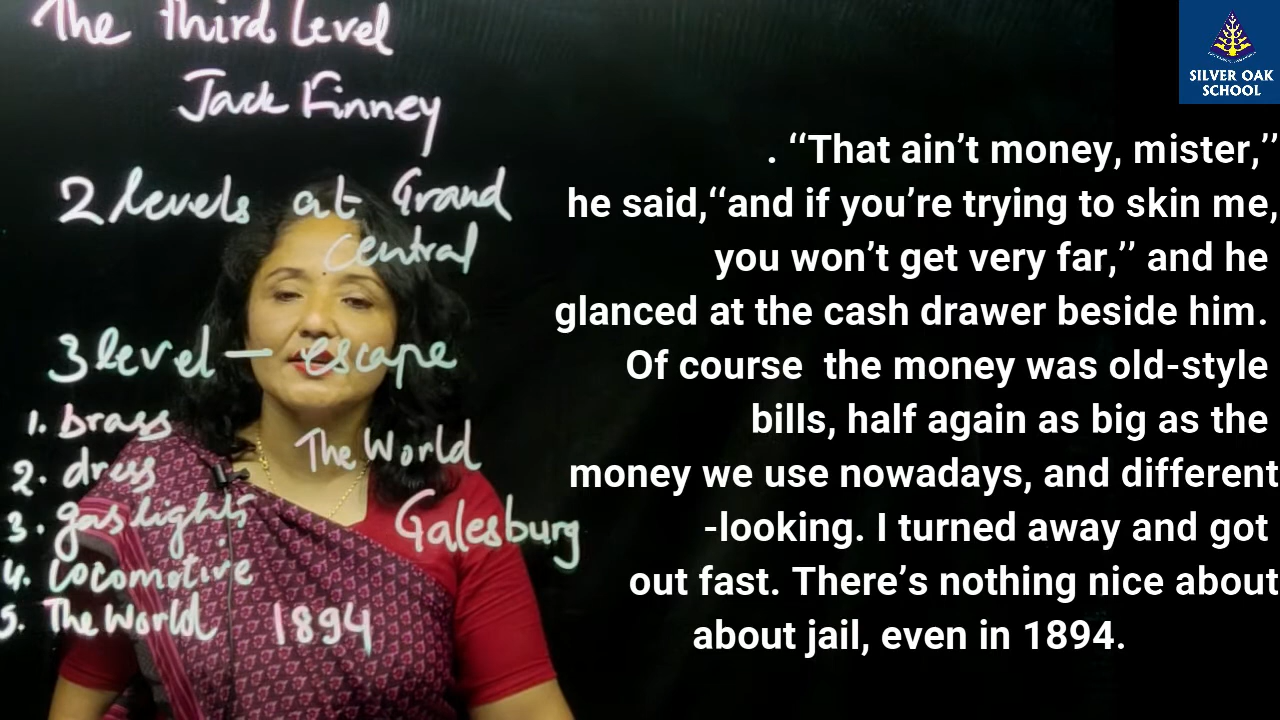 The Third Level
Jack Finney
2 levels at Grand
Central
3 level – escape
1. brass
2. dress
3. gas lights
4. Locomotive
5. The World 1894
The World
Galesburg
SILVER OAK
SCHOOL
. ‘‘That ain’t money, mister,’’
he said,‘‘and if you’re trying to skin me,
you won’t get very far,’’ and he
glanced at the cash drawer beside him.
Of course the money was old-style
bills, half again as big as the
money we use nowadays, and different
-looking. I turned away and got
out fast. There’s nothing nice about
about jail, even in 1894.